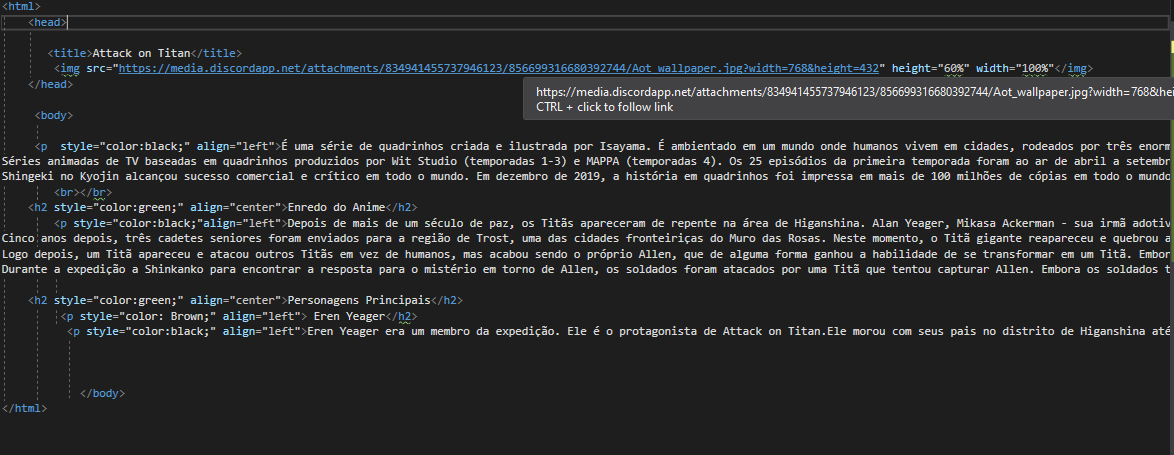 <html>
<head>
<title>Attack on Titan</title>
<img src="https://media.discordapp.net/attachments/834941455737946123/856699316680392744/Aot_wallpaper.jpg?width=768&height=432" height="60%" width="100%"</img>
</head>
https://media.discordapp.net/attachments/834941455737946123/856699316680392744/Aot_wallpaper.jpg?width=768&hei
CTRL + click to follow link
<body>
<p  style="color:black;" align="left">É uma série de quadrinhos criada e ilustrada por Isayama. É ambientado em um mundo onde humanos vivem em cidades, rodeados por três enorm
Séries animadas de TV baseadas em quadrinhos produzidos por Wit Studio (temporadas 1-3) e MAPPA (temporadas 4). Os 25 episódios da primeira temporada foram ao ar de abril a setembr
Shingeki no Kyojin alcançou sucesso comercial e crítico em todo o mundo. Em dezembro de 2019, a história em quadrinhos foi impressa em mais de 100 milhões de cópias em todo o mundo
<br></br>
<h2 style="color:green;" align="center">Enredo do Anime</h2>
<p style="color:black;"align="left">Depois de mais de um século de paz, os Titãs apareceram de repente na área de Higanshina. Alan Yeager, Mikasa Ackerman - sua irmã adotiv
Cinco anos depois, três cadetes seniores foram enviados para a região de Trost, uma das cidades fronteiriças do Muro das Rosas. Neste momento, o Titã gigante reapareceu e quebrou a
Logo depois, um Titã apareceu e atacou outros Titãs em vez de humanos, mas acabou sendo o próprio Allen, que de alguma forma ganhou a habilidade de se transformar em um Titã. Embor
Durante a expedição a Shinkanko para encontrar a resposta para o mistério em torno de Allen, os soldados foram atacados por uma Titã que tentou capturar Allen. Embora os soldados t
<h2 style="color:green;" align="center">Personagens Principais</h2>
<p style="color: Brown;" align="left"> Eren Yeager</h2>
<p style="color:black;" align="left">Eren Yeager era um membro da expedição. Ele é o protagonista de Attack on Titan.Ele morou com seus pais no distrito de Higanshina até
</body>
</html>